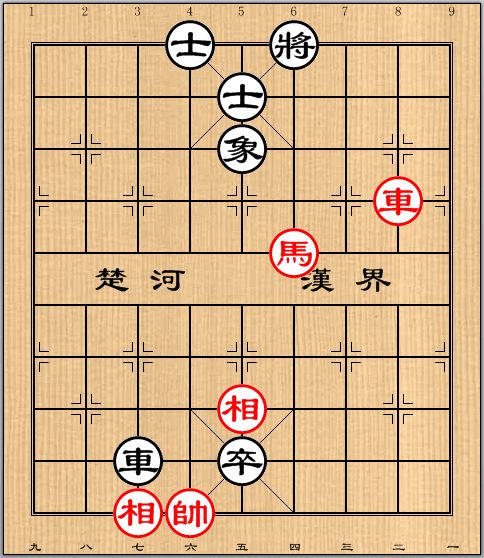 1 2 3 4 5 6 7 8 9
士 將
士
象
車
馬
楚河 漢界
相
車 卒
相 帥
九 八 七 六 五 四 三 二 一